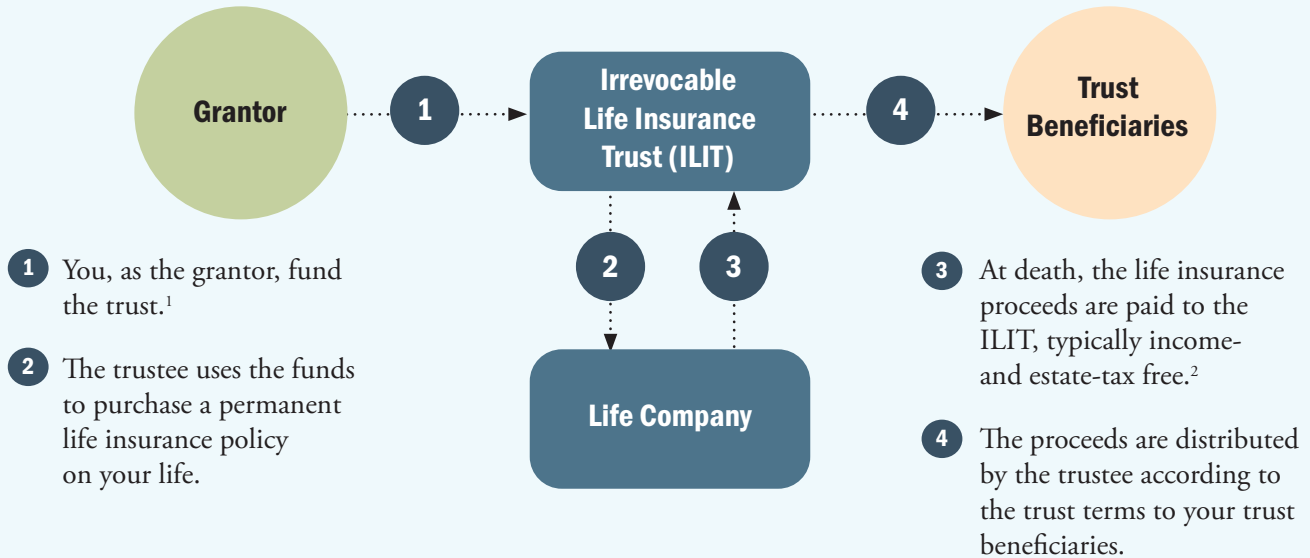 Grantor
1
Irrevocable
Life Insurance
Trust (ILIT)
4
Trust
Beneficiaries
2
3
Life Company
1 You, as the grantor, fund
the trust.¹
2 The trustee uses the funds
to purchase a permanent
life insurance policy
on your life.
3 At death, the life insurance
proceeds are paid to the
ILIT, typically income-
and estate-tax free.²
4 The proceeds are distributed
by the trustee according to
the trust terms to your trust
beneficiaries.